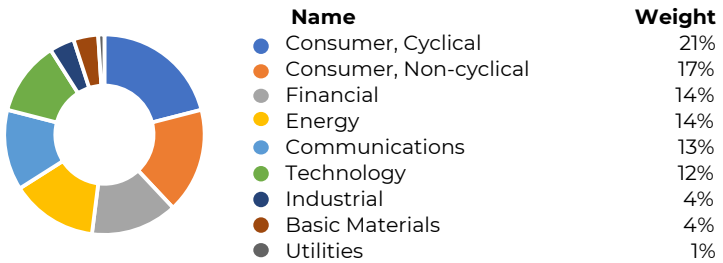 Name Weight
Consumer, Cyclical 21%
Consumer, Non-cyclical 17%
Financial 14%
Energy 14%
Communications 13%
Technology 12%
Industrial 4%
Basic Materials 4%
Utilities 1%